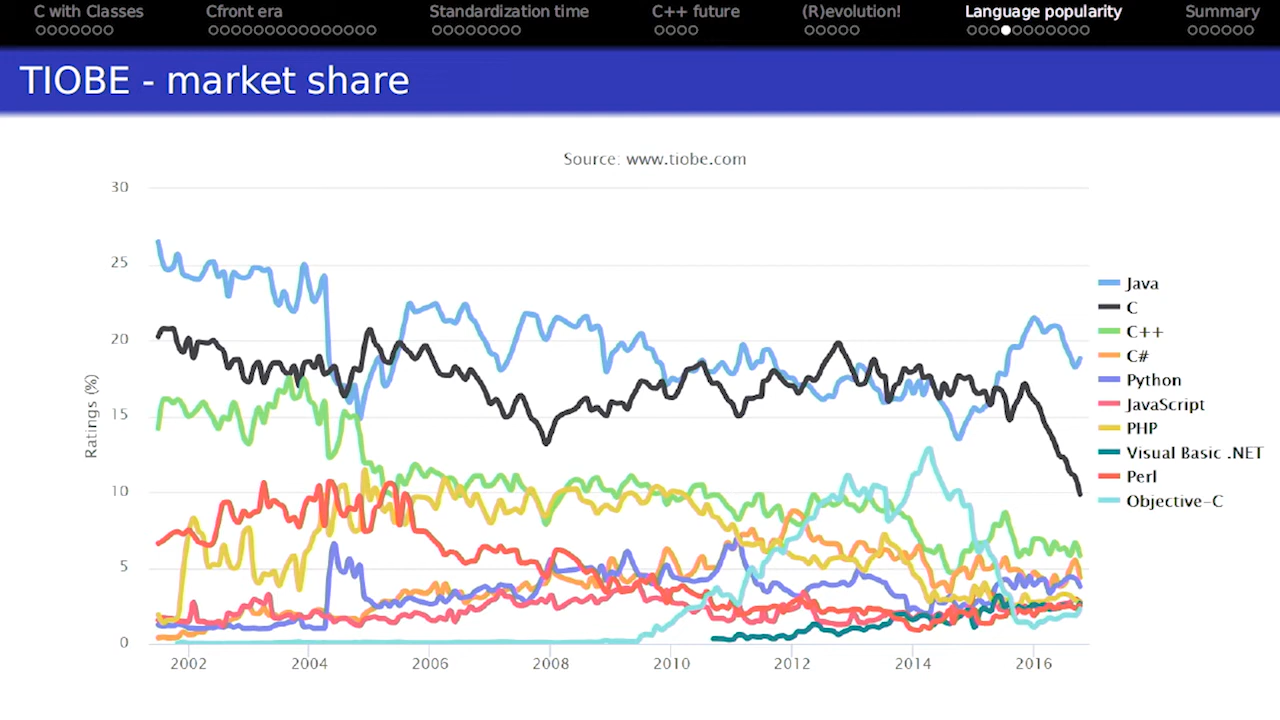 C with Classes Cfront era Standardization time C++ future (R)evolution! Language popularity Summary
TIOBE - market share
Source: www.tiobe.com
30
25
20
15
10
5
0
Ratings (%)
2002 2004 2006 2008 2010 2012 2014 2016
Java
C
C++
C#
Python
JavaScript
PHP
Visual Basic .NET
Perl
Objective-C